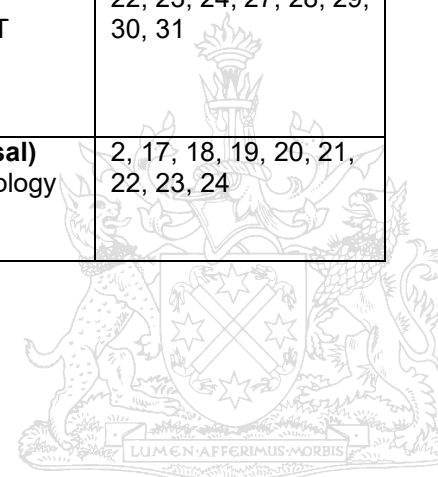 22, 23, 24, 27, 28, 29,
T
30, 31
sal)
2, 17, 18, 19, 20, 21,
ology
22, 23, 24
LUMEN·AFFERIMUS·MORBIS